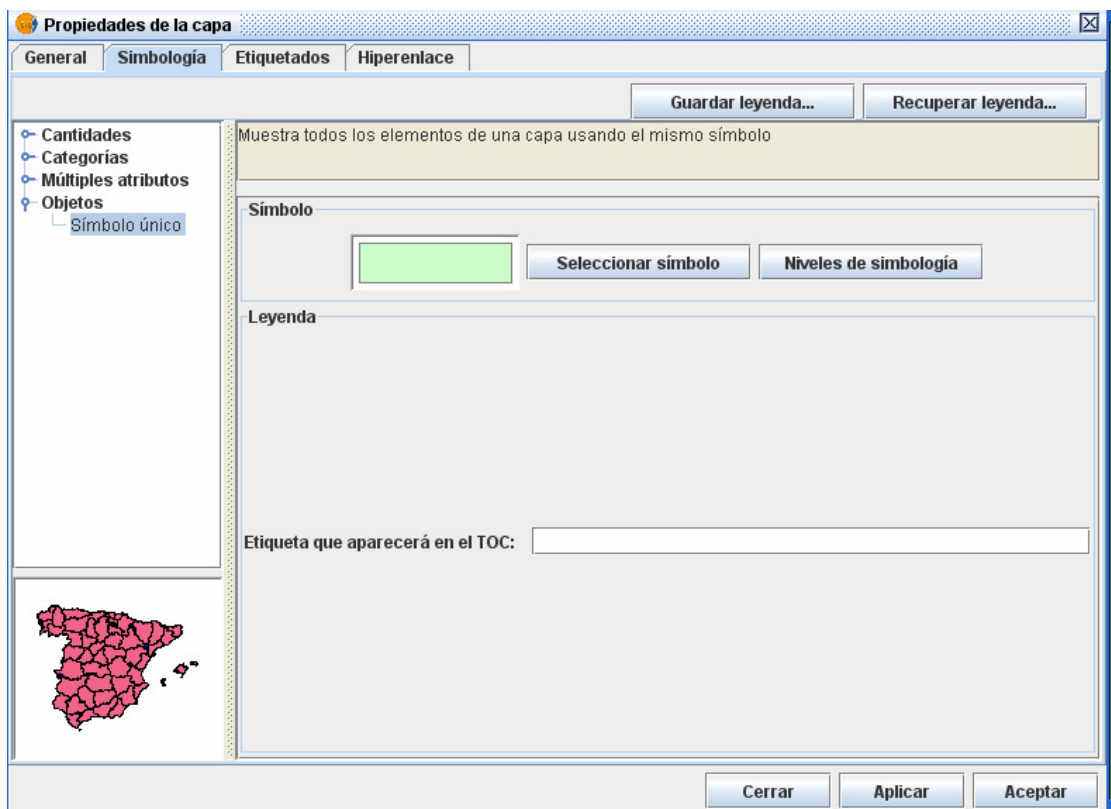 Propiedades de la capa
General Simbología Etiquetados Hiperenlace
Guardar leyenda... Recuperar leyenda...
Cantidades
Categorías
Múltiples atributos
Objetos
Símbolo único
Muestra todos los elementos de una capa usando el mismo símbolo
Símbolo
Seleccionar símbolo Niveles de simbología
Leyenda
Etiqueta que aparecerá en el TOC:
Cerrar Aplicar Aceptar